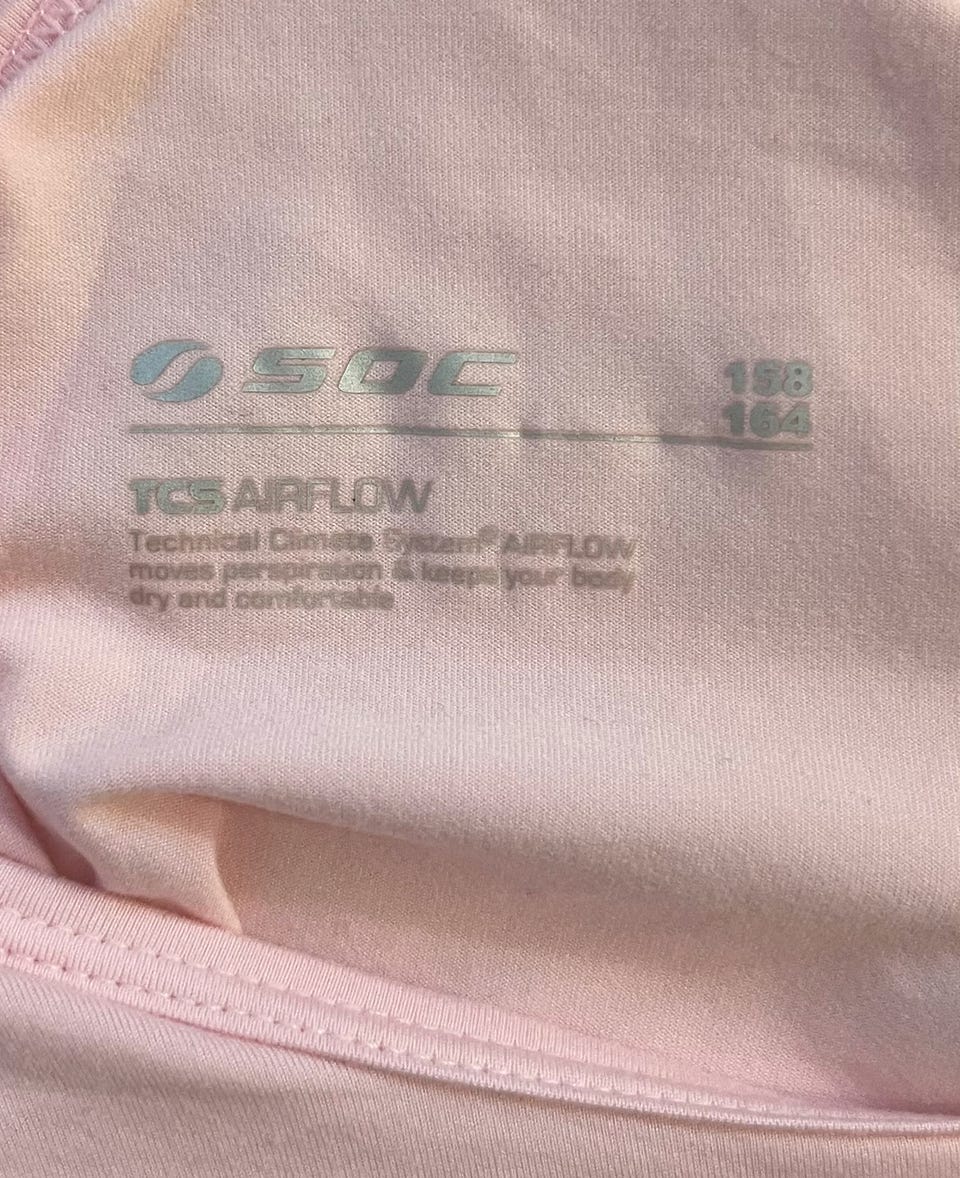 SOC
158
164
TCS AIRFLOW
Technical Climate System® AIRFLOW
moves perspiration & keeps your body
dry and comfortable